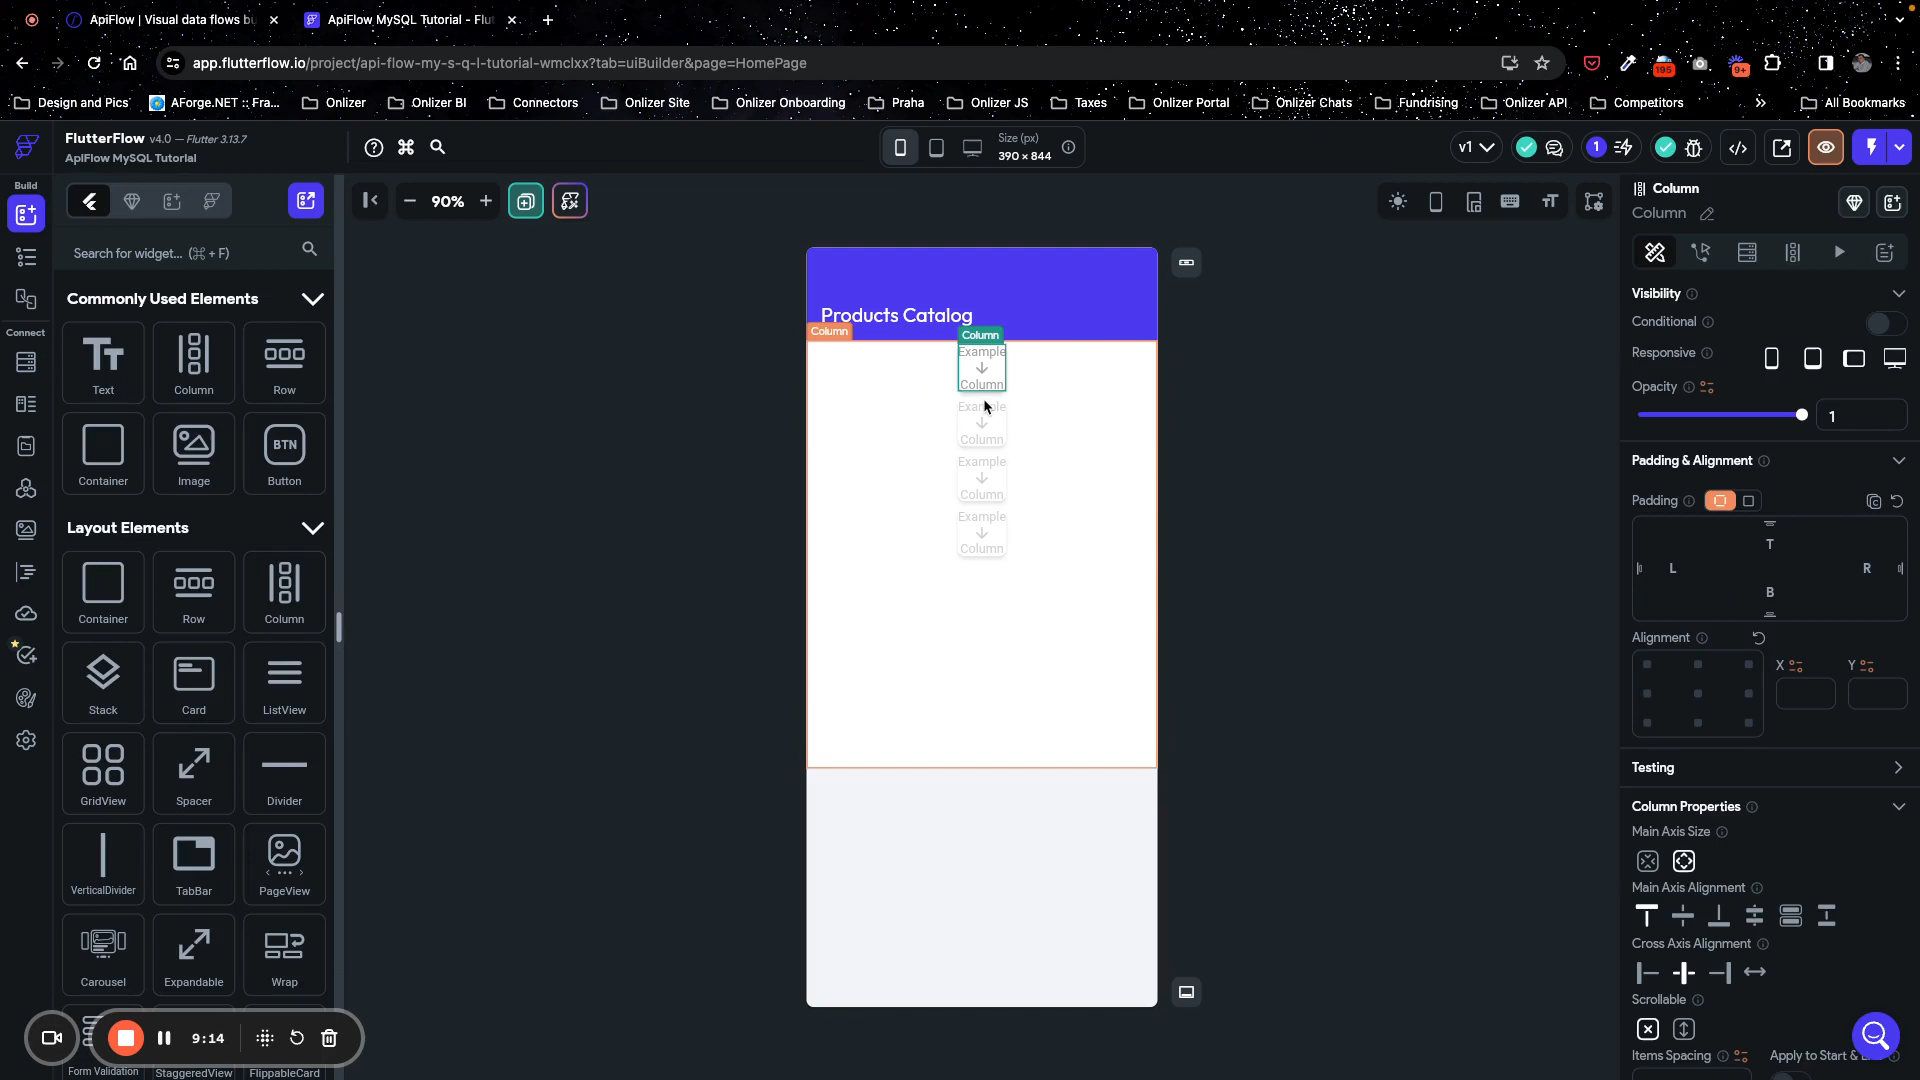 ApiFlow | Visual data flows bu
ApiFlow MySQL Tutorial - Flut
app.flutterflow.io/project/api-flow-my-s-q-l-tutorial-wmclxx?tab=uiBuilder&page=HomePage
195
9+
Design and Pics
AForge.NET :: Fra...
Onlizer
Onlizer BI
Connectors
Onlizer Site
Onlizer Onboarding
Praha
Onlizer JS
Taxes
Onlizer Portal
Onlizer Chats
Fundrising
Onlizer API
Competitors
All Bookmarks
FlutterFlow v4.0 — Flutter 3.13.7
ApiFlow MySQL Tutorial
Size (px)
390 × 844
v1
1
Build
Connect
90%
Search for widget... (⌘ + F)
Commonly Used Elements
Text
Column
Row
Container
Image
BTN
Button
Layout Elements
Container
Row
Column
Stack
Card
ListView
GridView
Spacer
Divider
VerticalDivider
TabBar
PageView
Carousel
Expandable
Wrap
Form Validation
StaggeredView
FlippableCard
9:14
Products Catalog
Column
Column
Example
Column
Example
Column
Example
Column
Example
Column
Column
Column
Visibility
Conditional
Responsive
Opacity
1
Padding & Alignment
Padding
T
L
R
B
Alignment
X
Y
Testing
Column Properties
Main Axis Size
Main Axis Alignment
Cross Axis Alignment
Scrollable
Items Spacing
Apply to Start &